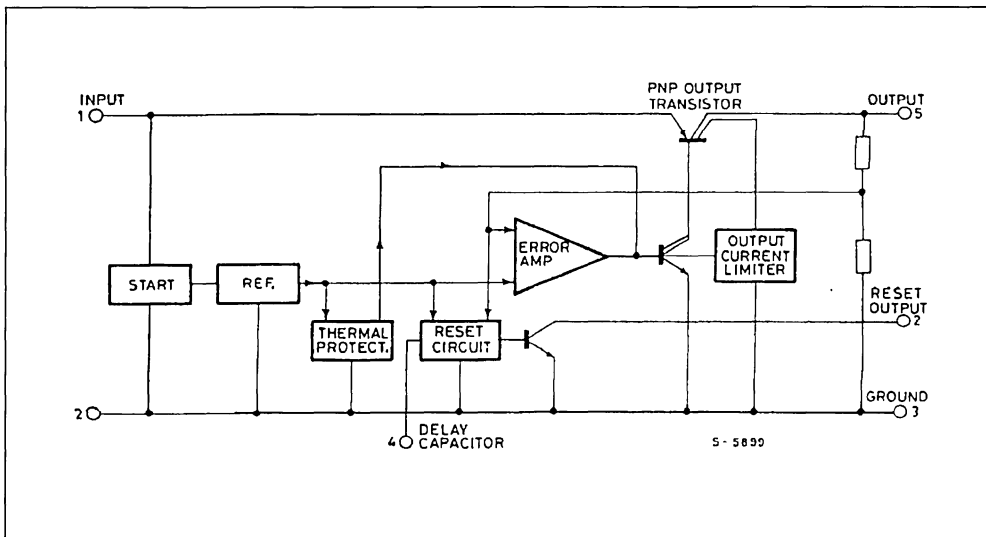 PNP OUTPUT
TRANSISTOR
INPUT
1
OUTPUT
5
ERROR
AMP
OUTPUT
CURRENT
LIMITER
START
REF.
RESET
OUTPUT
2
THERMAL
PROTECT.
RESET
CIRCUIT
GROUND
3
2
4
DELAY
CAPACITOR
S-5899